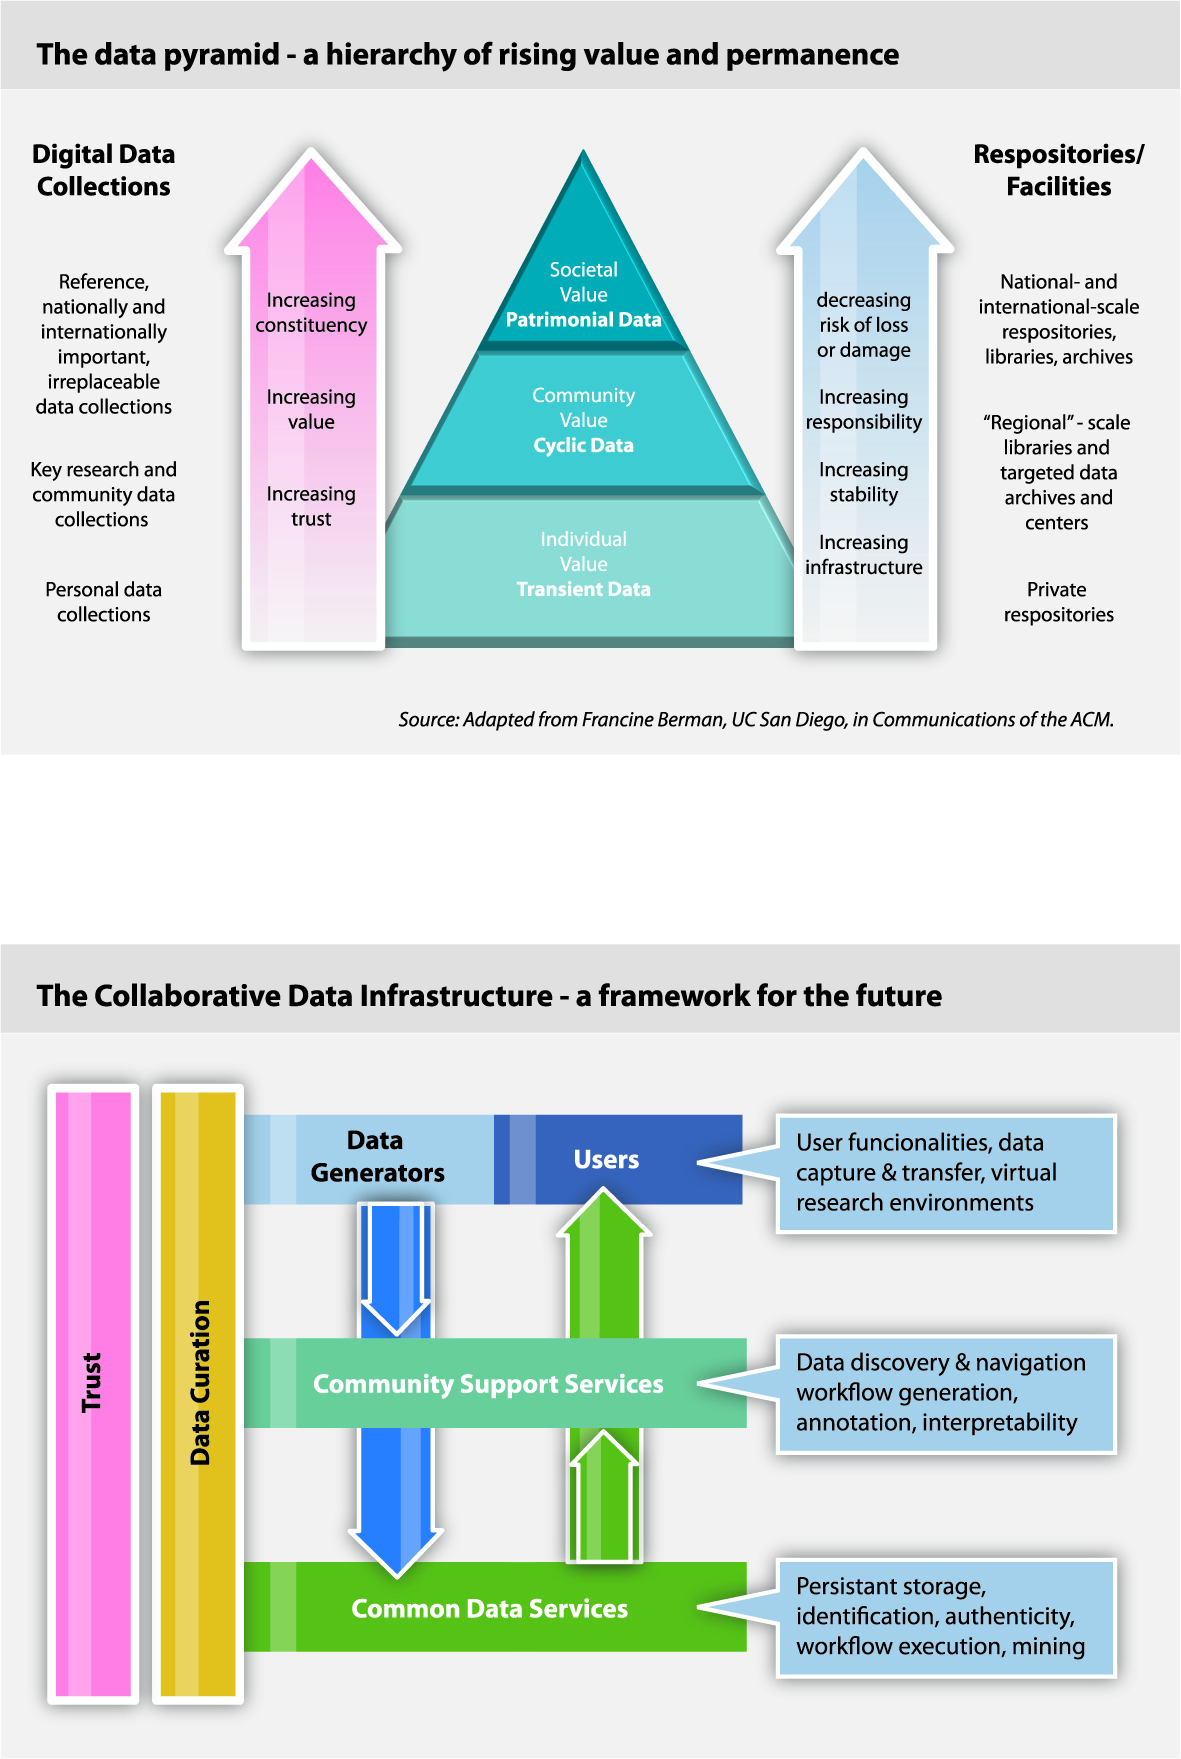 The data pyramid - a hierarchy of rising value and permanence
Digital Data
Collections
Reference,
nationally and
internationally
important,
irreplaceable
data collections
Key research and
community data
collections
Personal data
collections
Increasing
constituency
Increasing
value
Increasing
trust
Societal
Value
Patrimonial Data
Community
Value
Cyclic Data
Individual
Value
Transient Data
decreasing
risk of loss
or damage
Increasing
responsibility
Increasing
stability
Increasing
infrastructure
Respositories/
Facilities
National- and
international-scale
respositories,
libraries, archives
“Regional” - scale
libraries and
targeted data
archives and
centers
Private
respositories
Source: Adapted from Francine Berman, UC San Diego, in Communications of the ACM.
The Collaborative Data Infrastructure - a framework for the future
Trust
Data Curation
Data
Generators
Users
User funcionalities, data
capture & transfer, virtual
research environments
Community Support Services
Data discovery & navigation
workflow generation,
annotation, interpretability
Common Data Services
Persistant storage,
identification, authenticity,
workflow execution, mining